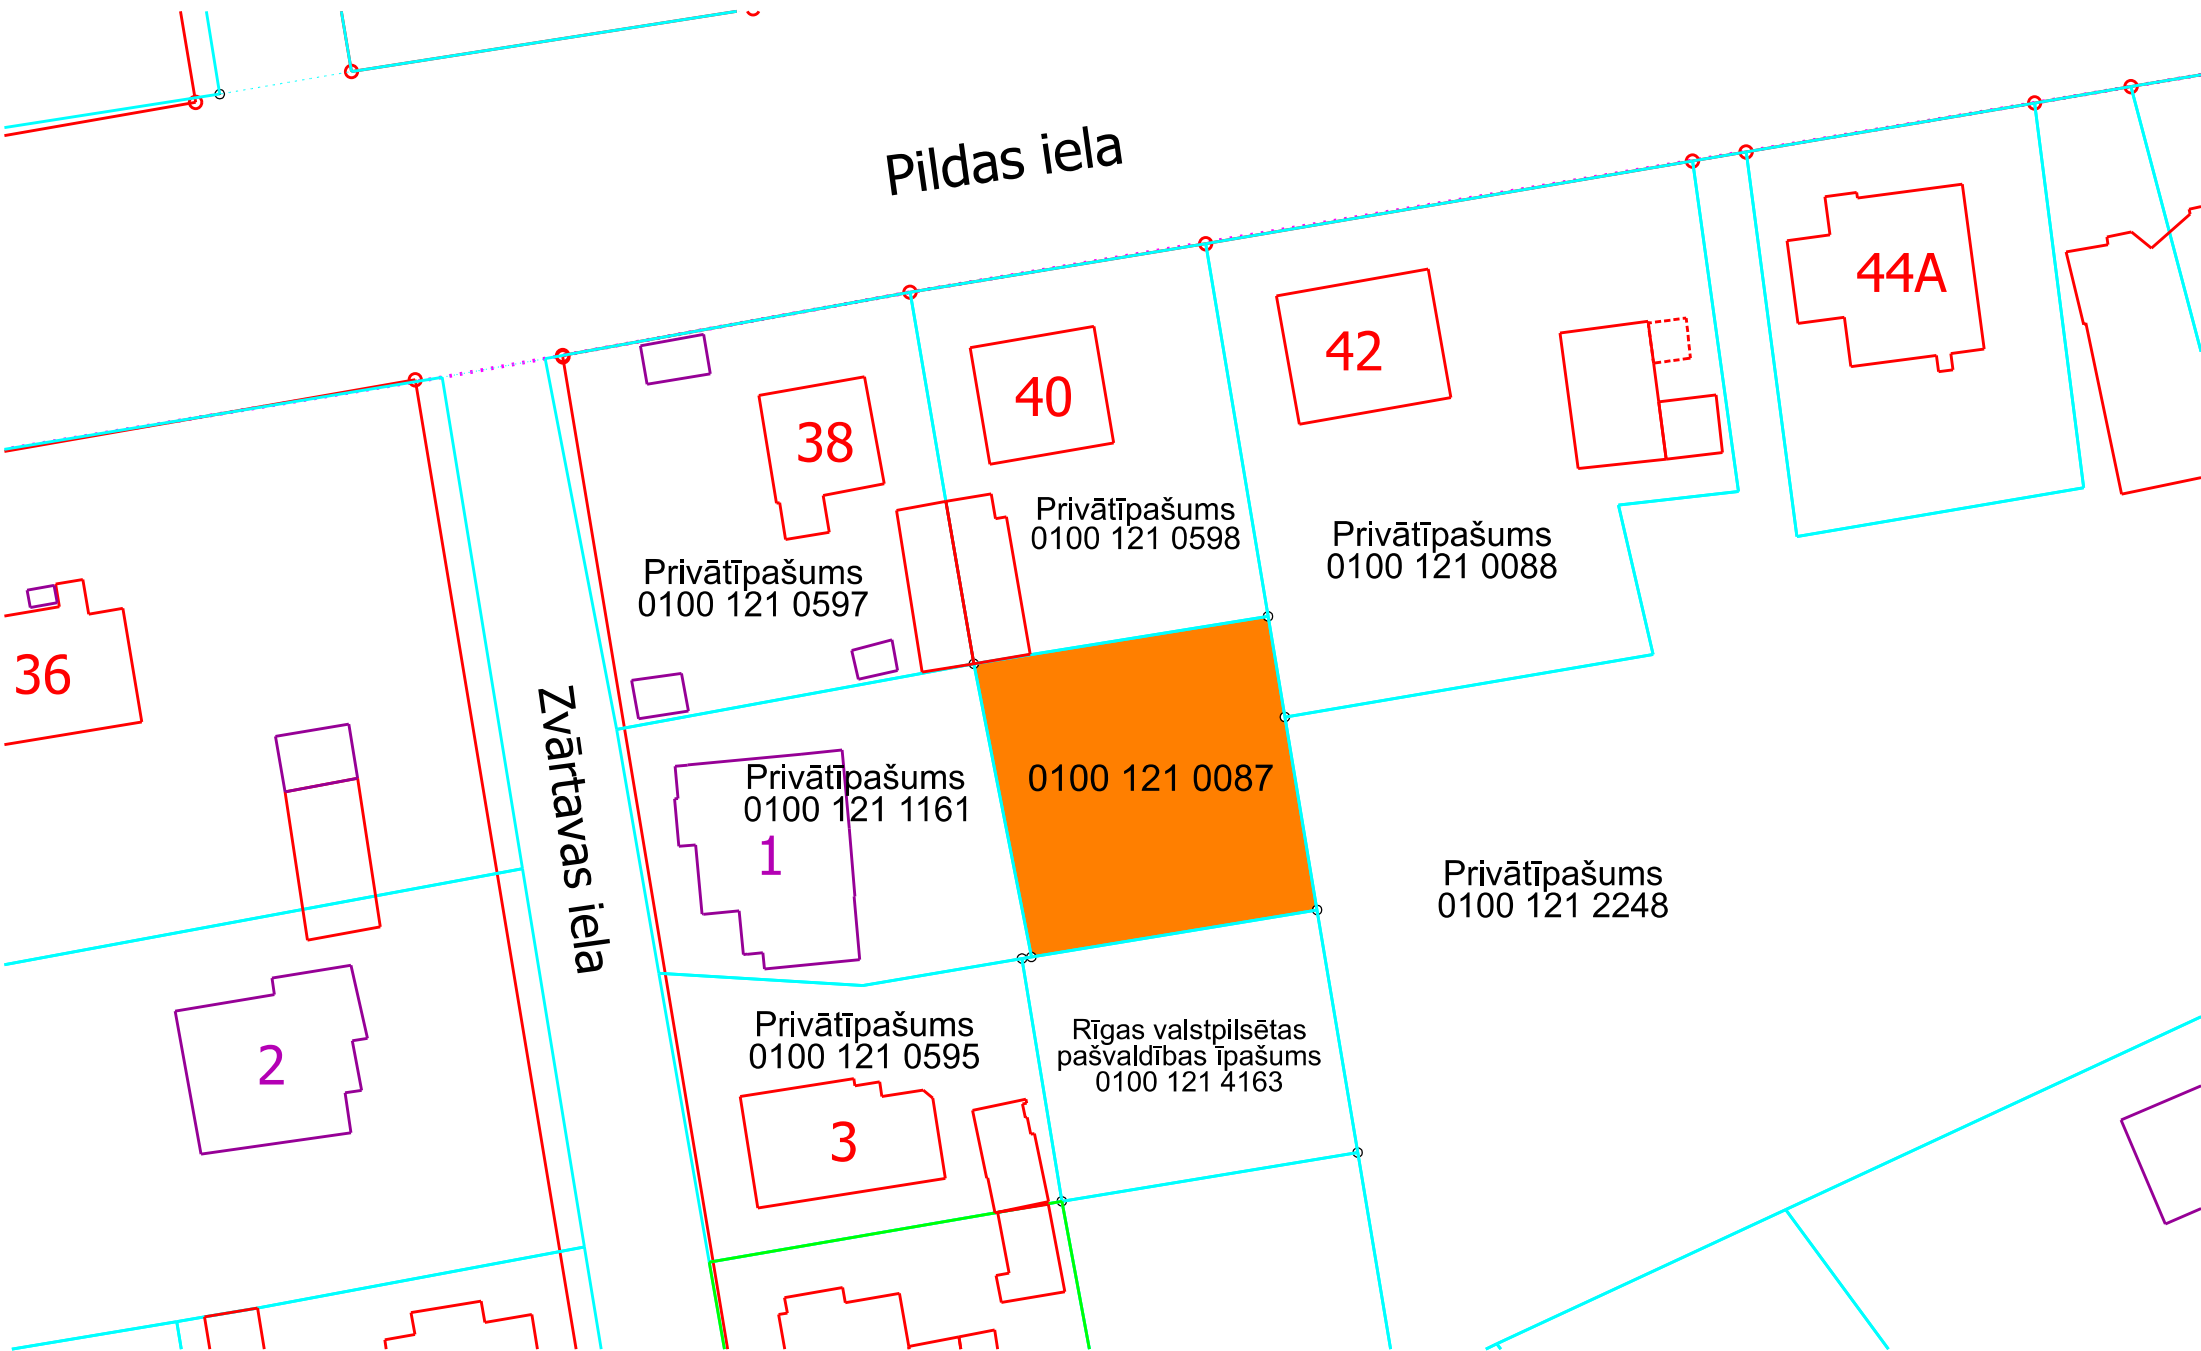 Pildas iela
44A
42
40
38
Privātīpašums
0100 121 0598
Privātīpašums
0100 121 0088
Privātīpašums
0100 121 0597
36
Zvārtavas iela
Privātīpašums
0100 121 1161
1
0100 121 0087
Privātīpašums
0100 121 2248
Privātīpašums
0100 121 0595
Rīgas valstpilsētas
pašvaldības īpašums
0100 121 4163
2
3